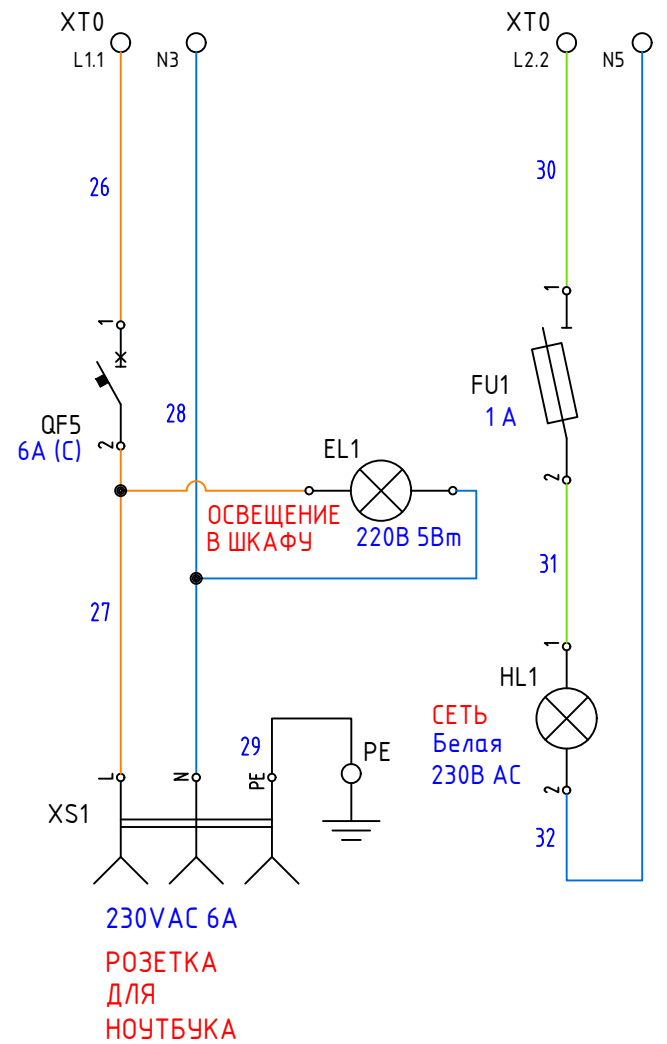 XT0
XT0
L1.1
N3
L2.2
N5
26
30
1
1
QF5
6A (C)
2
28
FU1
1 A
2
EL1
ОСВЕЩЕНИЕ
В ШКАФУ
220В 5Вт
31
27
1
HL1
СЕТЬ
Белая
230В AC
2
32
29
PE
L
N
PE
XS1
230VAC 6A
РОЗЕТКА
ДЛЯ
НОУТБУКА